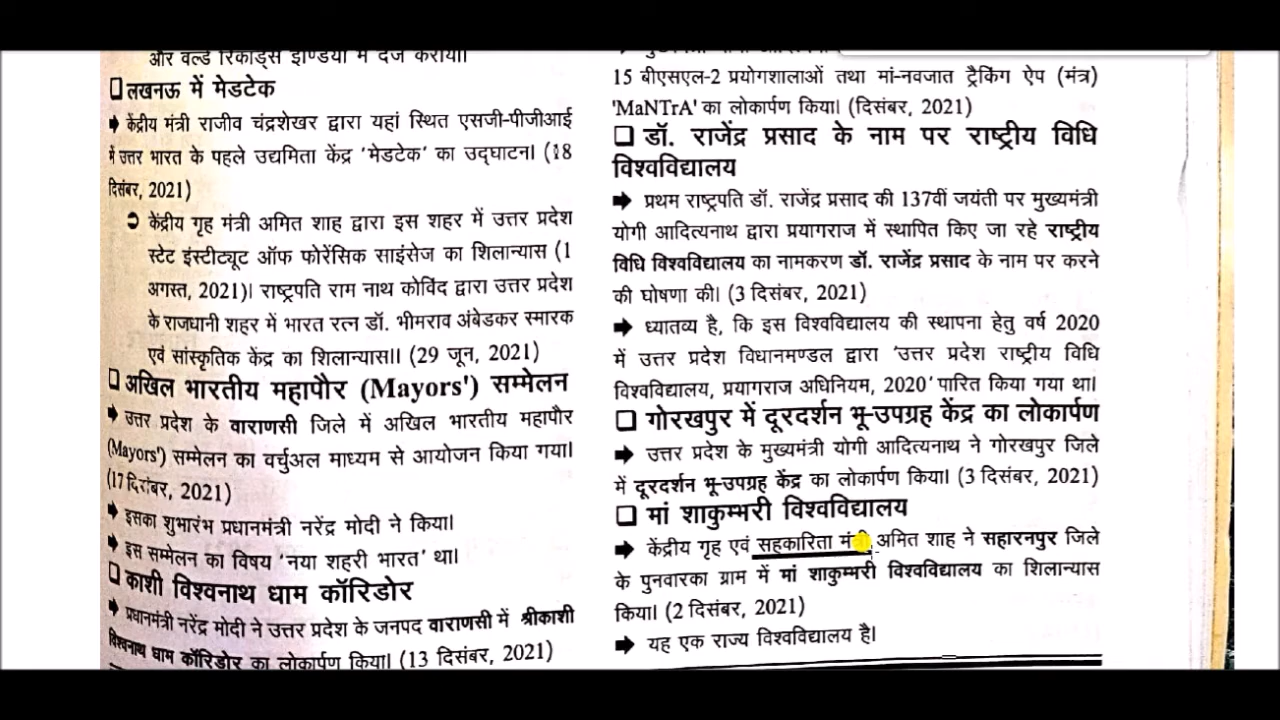 और वर्ल्ड रिकार्ड्स इण्डिया में दर्ज कराया।
❑ लखनऊ में मेडटेक
➧ केंद्रीय मंत्री राजीव चंद्रशेखर द्वारा यहां स्थित एसजी-पीजीआई
में उत्तर भारत के पहले उद्यमिता केंद्र 'मेडटेक' का उद्घाटन। (18
दिसंबर, 2021)
➲ केंद्रीय गृह मंत्री अमित शाह द्वारा इस शहर में उत्तर प्रदेश
स्टेट इंस्टीट्यूट ऑफ फोरेंसिक साइंसेज का शिलान्यास (1
अगस्त, 2021)। राष्ट्रपति राम नाथ कोविंद द्वारा उत्तर प्रदेश
के राजधानी शहर में भारत रत्न डॉ. भीमराव अंबेडकर स्मारक
एवं सांस्कृतिक केंद्र का शिलान्यास।। (29 जून, 2021)
❑ अखिल भारतीय महापौर (Mayors') सम्मेलन
➧ उत्तर प्रदेश के वाराणसी जिले में अखिल भारतीय महापौर
(Mayors') सम्मेलन का वर्चुअल माध्यम से आयोजन किया गया।
(17 दिसंबर, 2021)
➧ इसका शुभारंभ प्रधानमंत्री नरेंद्र मोदी ने किया।
➧ इस सम्मेलन का विषय 'नया शहरी भारत' था।
❑ काशी विश्वनाथ धाम कॉरिडोर
➧ प्रधानमंत्री नरेंद्र मोदी ने उत्तर प्रदेश के जनपद वाराणसी में श्रीकाशी
विश्वनाथ धाम कॉरिडोर का लोकार्पण किया। (13 दिसंबर, 2021)
15 बीएसएल-2 प्रयोगशालाओं तथा मां-नवजात ट्रैकिंग ऐप (मंत्र)
'MaNTrA' का लोकार्पण किया। (दिसंबर, 2021)
❑ डॉ. राजेंद्र प्रसाद के नाम पर राष्ट्रीय विधि
विश्वविद्यालय
➧ प्रथम राष्ट्रपति डॉ. राजेंद्र प्रसाद की 137वीं जयंती पर मुख्यमंत्री
योगी आदित्यनाथ द्वारा प्रयागराज में स्थापित किए जा रहे राष्ट्रीय
विधि विश्वविद्यालय का नामकरण डॉ. राजेंद्र प्रसाद के नाम पर करने
की घोषणा की। (3 दिसंबर, 2021)
➧ ध्यातव्य है, कि इस विश्वविद्यालय की स्थापना हेतु वर्ष 2020
में उत्तर प्रदेश विधानमण्डल द्वारा 'उत्तर प्रदेश राष्ट्रीय विधि
विश्वविद्यालय, प्रयागराज अधिनियम, 2020' पारित किया गया था।
❑ गोरखपुर में दूरदर्शन भू-उपग्रह केंद्र का लोकार्पण
➧ उत्तर प्रदेश के मुख्यमंत्री योगी आदित्यनाथ ने गोरखपुर जिले
में दूरदर्शन भू-उपग्रह केंद्र का लोकार्पण किया। (3 दिसंबर, 2021)
❑ मां शाकुम्भरी विश्वविद्यालय
➧ केंद्रीय गृह एवं सहकारिता मंत्री अमित शाह ने सहारनपुर जिले
के पुनवारका ग्राम में मां शाकुम्भरी विश्वविद्यालय का शिलान्यास
किया। (2 दिसंबर, 2021)
➧ यह एक राज्य विश्वविद्यालय है।